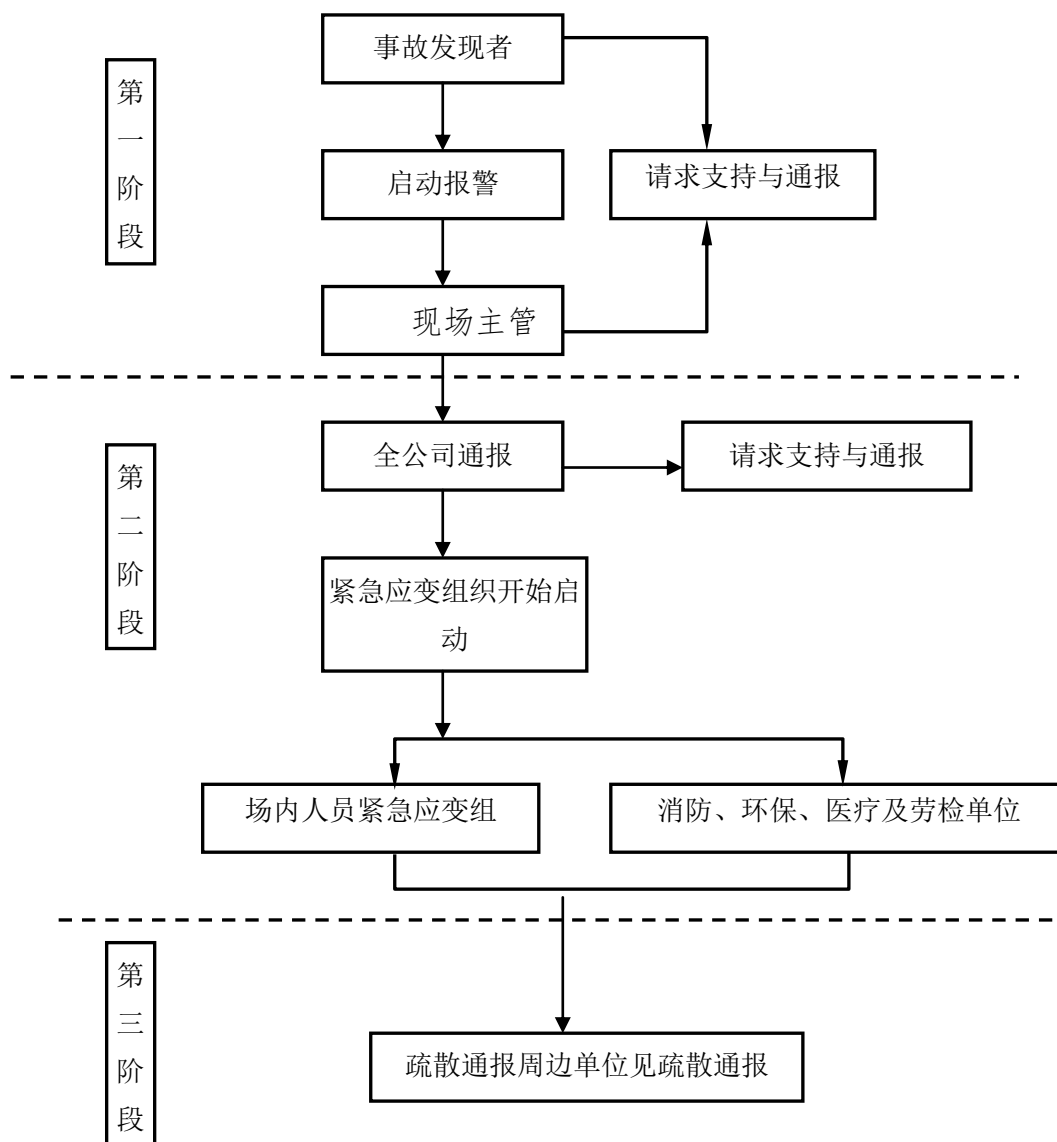 第一阶段
事故发现者
启动报警
请求支持与通报
现场主管
第二阶段
全公司通报
请求支持与通报
紧急应变组织开始启
动
场内人员紧急应变组
消防、环保、医疗及劳检单位
第三阶段
疏散通报周边单位见疏散通报